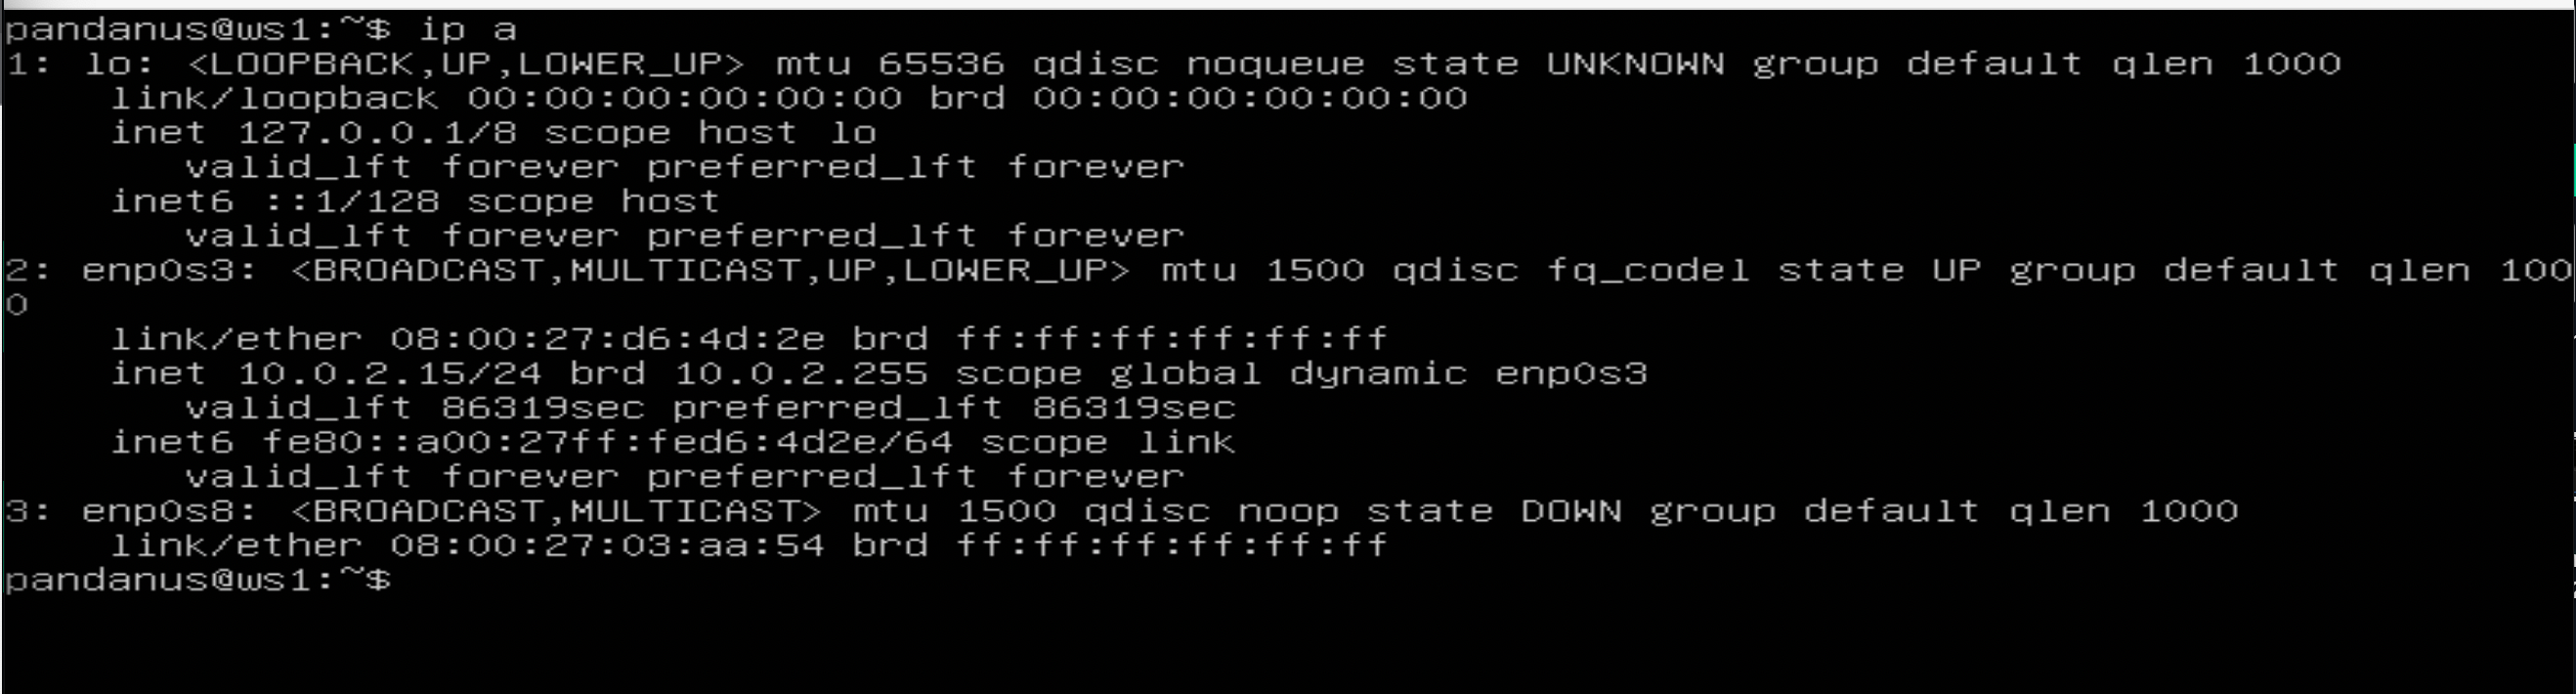 pandanus@ws1:~$ ip a
1: lo: <LOOPBACK,UP,LOWER_UP> mtu 65536 qdisc noqueue state UNKNOWN group default qlen 1000
    link/loopback 00:00:00:00:00:00 brd 00:00:00:00:00:00
    inet 127.0.0.1/8 scope host lo
       valid_lft forever preferred_lft forever
    inet6 ::1/128 scope host
       valid_lft forever preferred_lft forever
2: enp0s3: <BROADCAST,MULTICAST,UP,LOWER_UP> mtu 1500 qdisc fq_codel state UP group default qlen 100
0
    link/ether 08:00:27:d6:4d:2e brd ff:ff:ff:ff:ff:ff
    inet 10.0.2.15/24 brd 10.0.2.255 scope global dynamic enp0s3
       valid_lft 86319sec preferred_lft 86319sec
    inet6 fe80::a00:27ff:fed6:4d2e/64 scope link
       valid_lft forever preferred_lft forever
3: enp0s8: <BROADCAST,MULTICAST> mtu 1500 qdisc noop state DOWN group default qlen 1000
    link/ether 08:00:27:03:aa:54 brd ff:ff:ff:ff:ff:ff
pandanus@ws1:~$